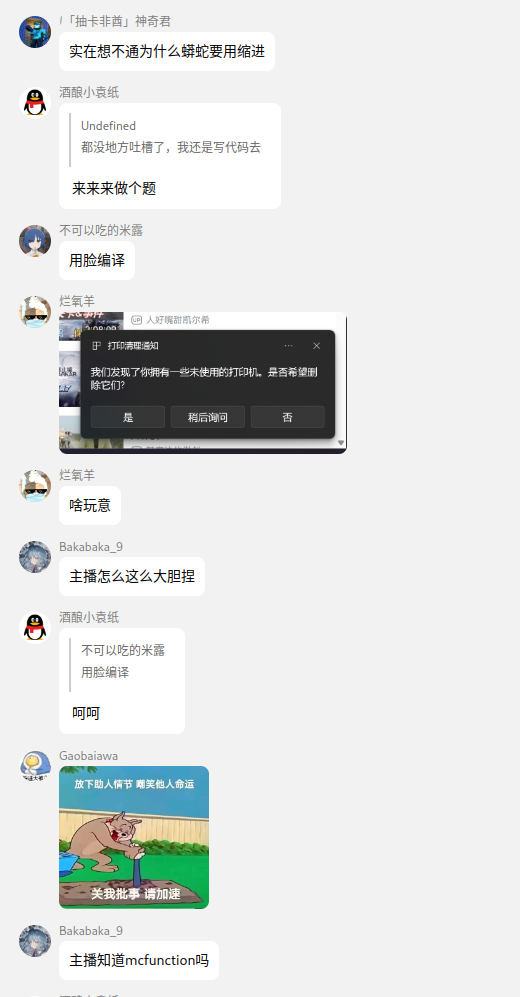 「抽卡非酋」神奇君
实在想不通为什么蟒蛇要用缩进
酒酿小袁纸
Undefined
都没地方吐槽了，我还是写代码去
来来来做个题
不可以吃的米露
用脸编译
烂氧羊
2:08:09
UP 人好嘴甜凯尔希
打印清理通知
我们发现了你拥有一些未使用的打印机。是否希望删
除它们?
是
稍后询问
否
烂氧羊
啥玩意
Bakabaka_9
主播怎么这么大胆捏
酒酿小袁纸
不可以吃的米露
用脸编译
呵呵
Gaobaiawa
放下助人情节 嘲笑他人命运
关我批事 请加速
Bakabaka_9
主播知道mcfunction吗